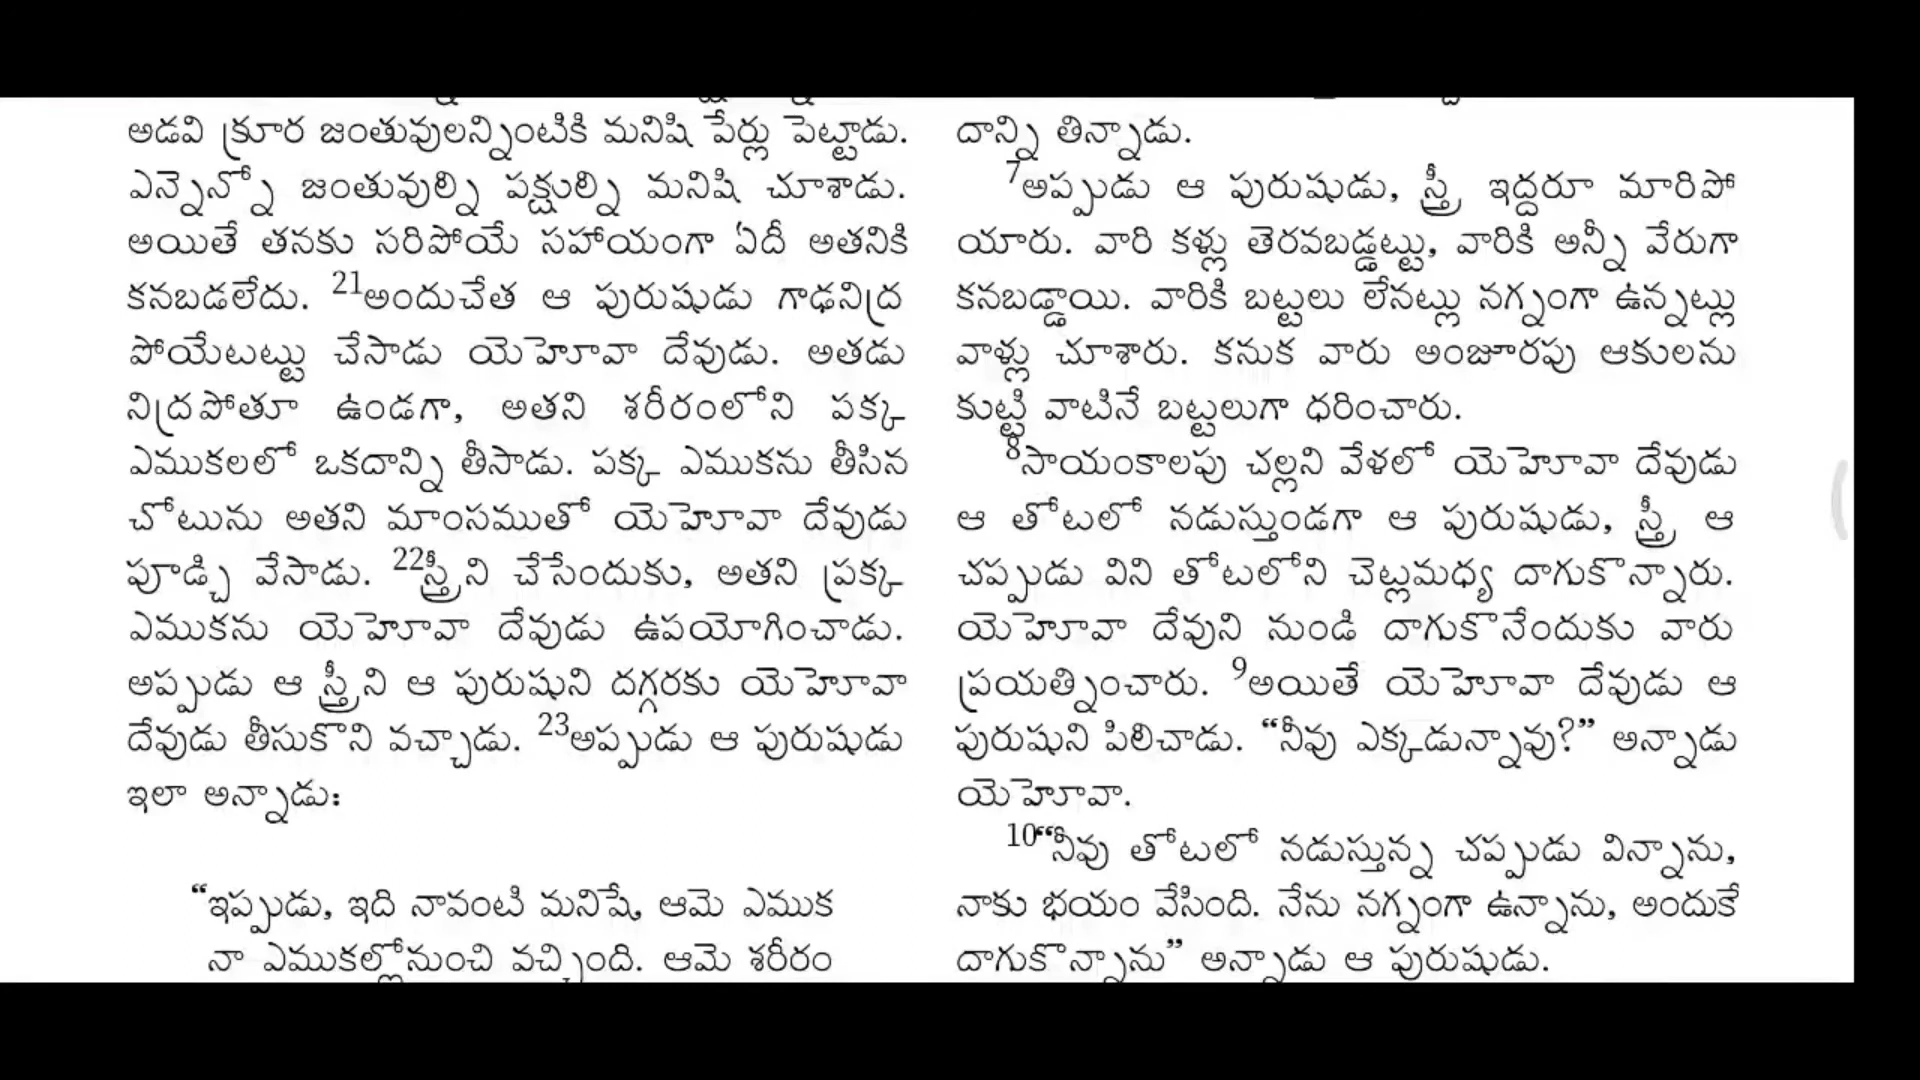 అడవి క్రూర జంతువులన్నింటికి మనిషి పేర్లు పెట్టాడు.
ఎన్నెన్నో జంతువుల్ని పక్షుల్ని మనిషి చూశాడు.
అయితే తనకు సరిపోయే సహాయంగా ఏదీ అతనికి
కనబడలేదు. 21అందుచేత ఆ పురుషుడు గాఢనిద్ర
పోయేటట్టు చేసాడు యెహెూవా దేవుడు. అతడు
నిద్రపోతూ ఉండగా, అతని శరీరంలోని పక్క
ఎముకలలో ఒకదాన్ని తీసాడు. పక్క ఎముకను తీసిన
చోటును అతని మాంసముతో యెహెూవా దేవుడు
పూడ్చి వేసాడు. 22స్త్రీని చేసేందుకు, అతని ప్రక్క
ఎముకను యెహెూవా దేవుడు ఉపయోగించాడు.
అప్పుడు ఆ స్త్రీని ఆ పురుషుని దగ్గరకు యెహెూవా
దేవుడు తీసుకొని వచ్చాడు. 23అప్పుడు ఆ పురుషుడు
ఇలా అన్నాడు:
“ఇప్పుడు, ఇది నావంటి మనిషే, ఆమె ఎముక
నా ఎముకల్లోనుంచి వచ్చింది. ఆమె శరీరం
దాన్ని తిన్నాడు.
7అప్పుడు ఆ పురుషుడు, స్త్రీ ఇద్దరూ మారిపో
యారు. వారి కళ్లు తెరవబడ్డట్టు, వారికి అన్నీ వేరుగా
కనబడ్డాయి. వారికి బట్టలు లేనట్లు నగ్నంగా ఉన్నట్లు
వాళ్లు చూశారు. కనుక వారు అంజూరపు ఆకులను
కుట్టి వాటినే బట్టలుగా ధరించారు.
8సాయంకాలపు చల్లని వేళలో యెహెూవా దేవుడు
ఆ తోటలో నడుస్తుండగా ఆ పురుషుడు, స్త్రీ ఆ
చప్పుడు విని తోటలోని చెట్లమధ్య దాగుకొన్నారు.
యెహెూవా దేవుని నుండి దాగుకొనేందుకు వారు
ప్రయత్నించారు. 9అయితే యెహెూవా దేవుడు ఆ
పురుషుని పిలిచాడు. “నీవు ఎక్కడున్నావు?” అన్నాడు
యెహెూవా.
10“నీవు తోటలో నడుస్తున్న చప్పుడు విన్నాను,
నాకు భయం వేసింది. నేను నగ్నంగా ఉన్నాను, అందుకే
దాగుకొన్నాను” అన్నాడు ఆ పురుషుడు.